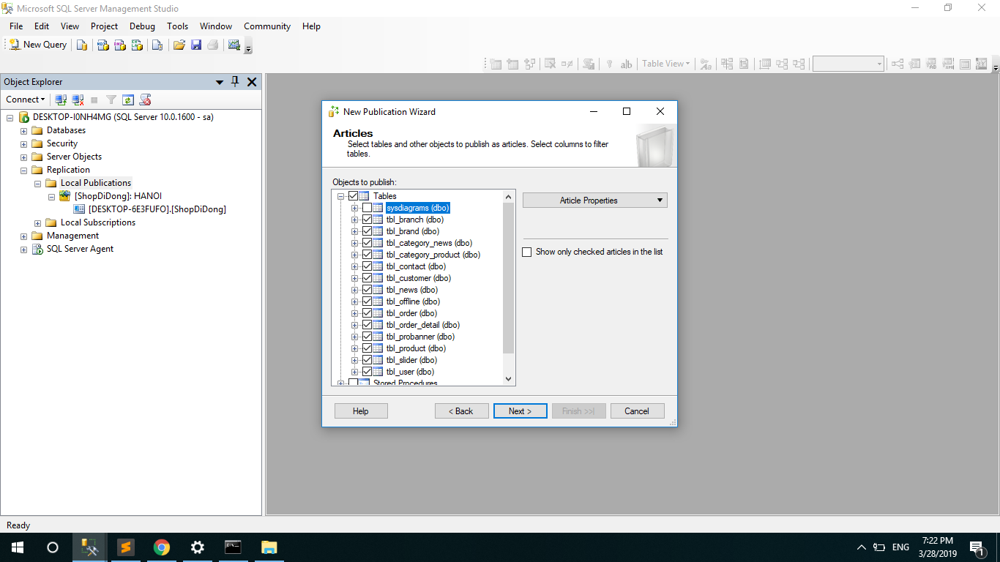 Microsoft SQL Server Management Studio
File Edit View Project Debug Tools Window Community Help
New Query
Table View
Object Explorer
Connect
DESKTOP-I0NH4MG (SQL Server 10.0.1600 - sa)
Databases
Security
Server Objects
Replication
Local Publications
[ShopDiDong]: HANOI
[DESKTOP-6E3FUFO].[ShopDiDong]
Local Subscriptions
Management
SQL Server Agent
New Publication Wizard
Articles
Select tables and other objects to publish as articles. Select columns to filter
tables.
Objects to publish:
Tables
sysdiagrams (dbo)
tbl_branch (dbo)
tbl_brand (dbo)
tbl_category_news (dbo)
tbl_category_product (dbo)
tbl_contact (dbo)
tbl_customer (dbo)
tbl_news (dbo)
tbl_offline (dbo)
tbl_order (dbo)
tbl_order_detail (dbo)
tbl_probanner (dbo)
tbl_product (dbo)
tbl_slider (dbo)
tbl_user (dbo)
Stored Procedures
Article Properties
Show only checked articles in the list
Help < Back Next > Finish >>| Cancel
Ready
ENG
7:22 PM
3/28/2019
1